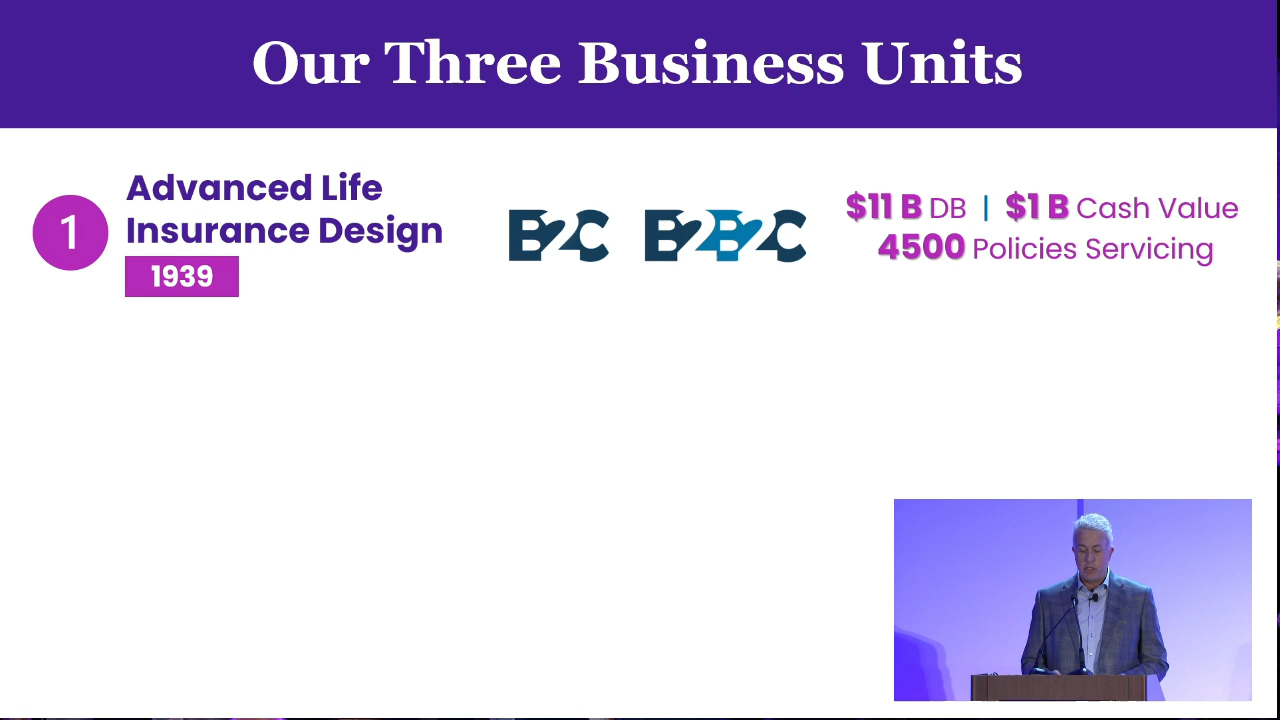 Our Three Business Units
1
Advanced Life
Insurance Design
1939
B2C
B2B2C
$11 B DB | $1 B Cash Value
4500 Policies Servicing